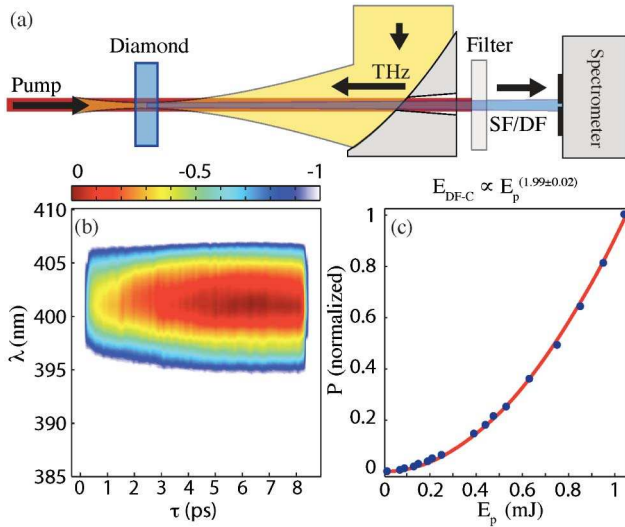 (a)
Diamond
Filter
THz
Pump
SF/DF
Spectrometer
0 -0.5 -1
E_DF-C ∝ E_p^(1.99±0.02)
(b)
410
405
400
395
390
385
λ (nm)
0 1 2 3 4 5 6 7 8
τ (ps)
(c)
1
0.8
0.6
0.4
0.2
0
P (normalized)
0 0.2 0.4 0.6 0.8 1
E_p (mJ)